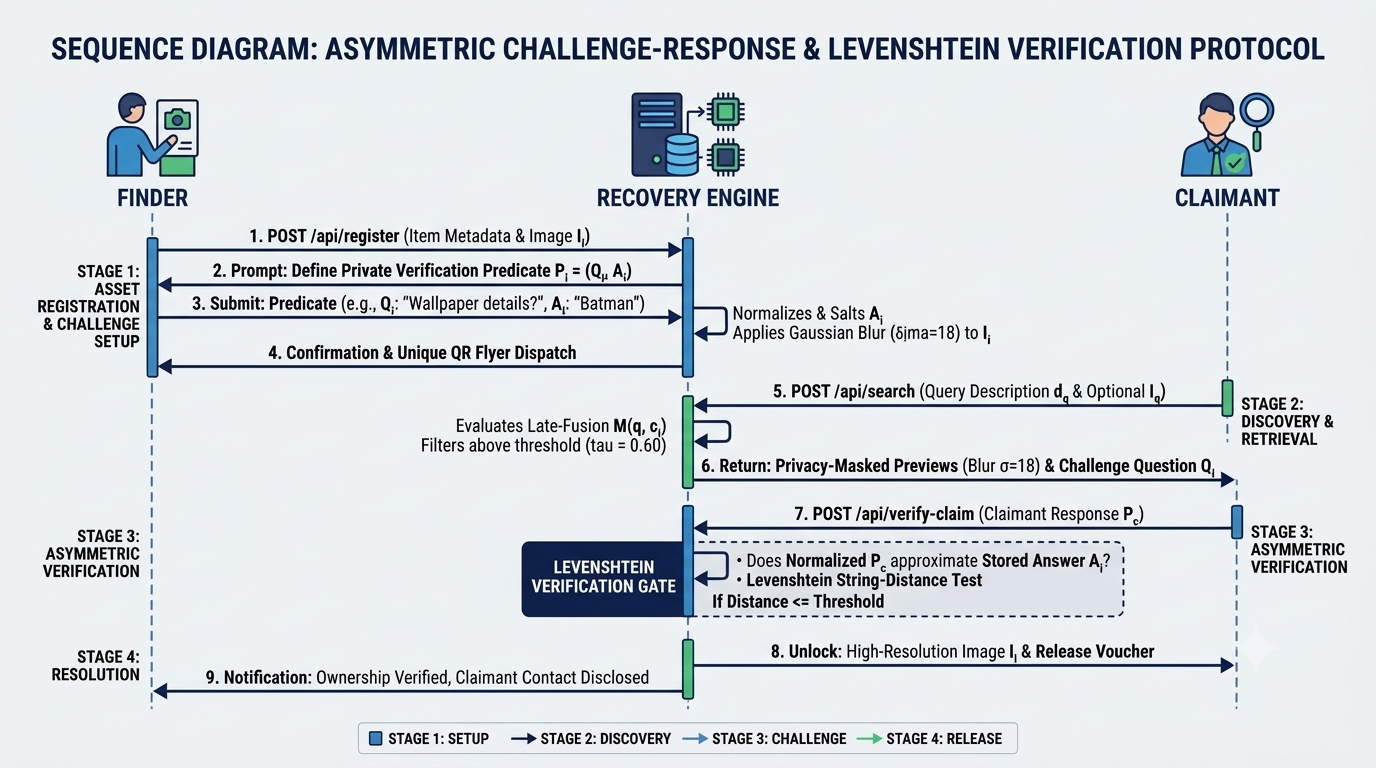 SEQUENCE DIAGRAM: ASYMMETRIC CHALLENGE-RESPONSE & LEVENSHTEIN VERIFICATION PROTOCOL
FINDER
RECOVERY ENGINE
CLAIMANT
1. POST /api/register (Item Metadata & Image Iᵢ)
STAGE 1:
ASSET
REGISTRATION
& CHALLENGE
SETUP
2. Prompt: Define Private Verification Predicate Pᵢ = (Qμ Aᵢ)
3. Submit: Predicate (e.g., Qᵢ: “Wallpaper details?", Aᵢ: “Batman”)
Normalizes & Salts Aᵢ
Applies Gaussian Blur (δⱼma=18) to Iᵢ
4. Confirmation & Unique QR Flyer Dispatch
5. POST /api/search (Query Description d_q & Optional I_q)
STAGE 2:
DISCOVERY &
RETRIEVAL
Evaluates Late-Fusion M(q, cᵢ)
Filters above threshold (tau = 0.60)
6. Return: Privacy-Masked Previews (Blur σ=18) & Challenge Question Qᵢ
7. POST /api/verify-claim (Claimant Response P_c)
STAGE 3:
ASYMMETRIC
VERIFICATION
STAGE 3:
ASYMMETRIC
VERIFICATION
LEVENSHTEIN
VERIFICATION GATE
• Does Normalized P_c approximate Stored Answer Aᵢ?
• Levenshtein String-Distance Test
If Distance <= Threshold
8. Unlock: High-Resolution Image Iᵢ & Release Voucher
STAGE 4:
RESOLUTION
9. Notification: Ownership Verified, Claimant Contact Disclosed
STAGE 1: SETUP
STAGE 2: DISCOVERY
STAGE 3: CHALLENGE
STAGE 4: RELEASE